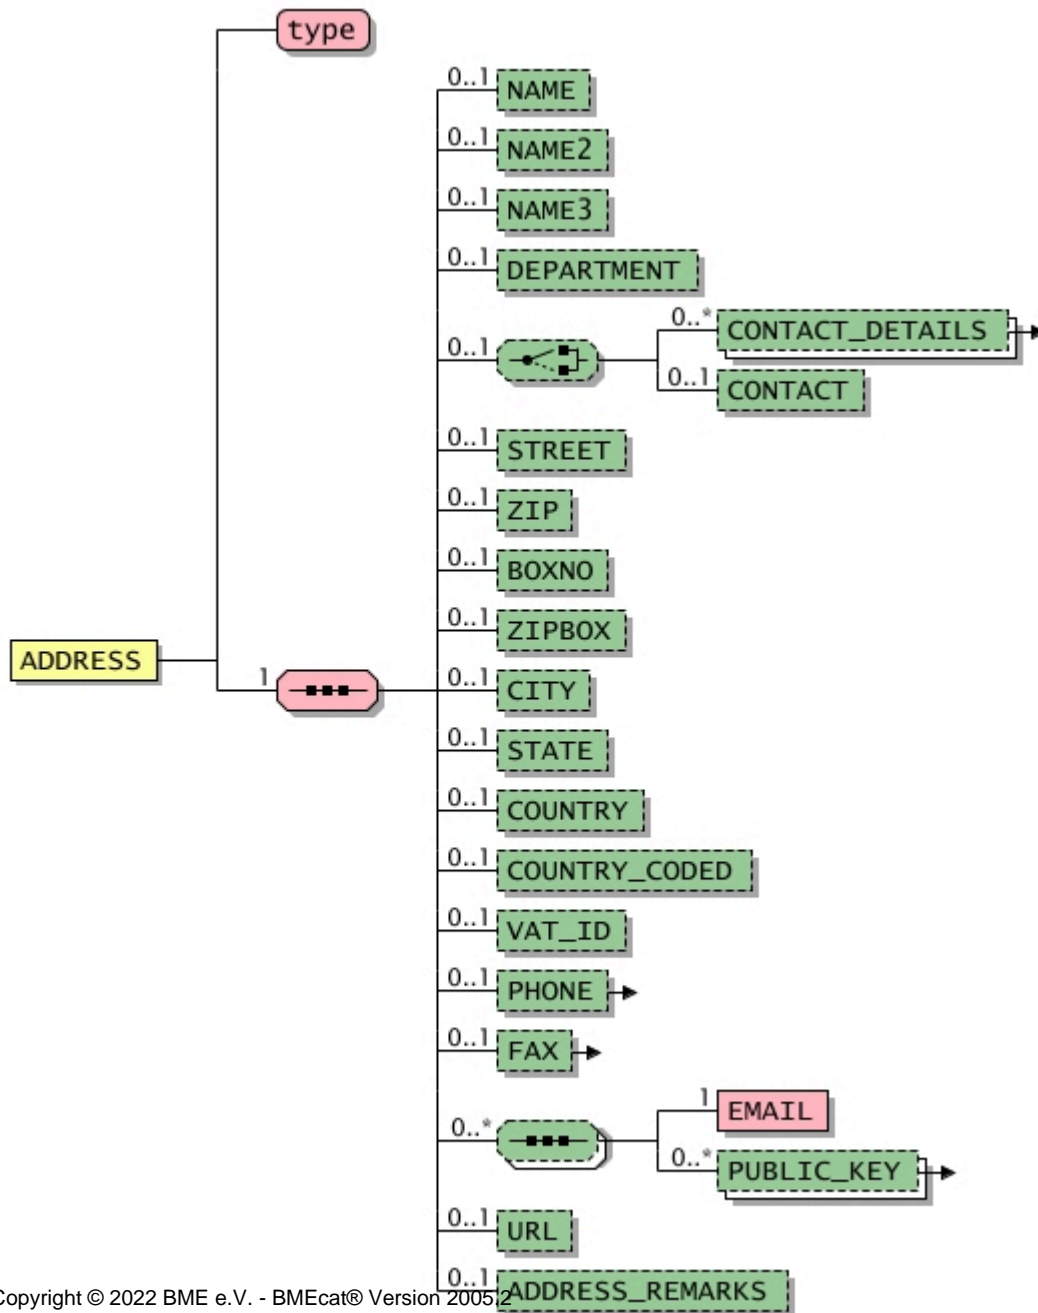 type
0..1 NAME
0..1 NAME2
0..1 NAME3
0..1 DEPARTMENT
0..* CONTACT_DETAILS
0..1
0..1 CONTACT
0..1 STREET
0..1 ZIP
0..1 BOXNO
0..1 ZIPBOX
ADDRESS
1
0..1 CITY
0..1 STATE
0..1 COUNTRY
0..1 COUNTRY_CODED
0..1 VAT_ID
0..1 PHONE
0..1 FAX
1 EMAIL
0..*
0..* PUBLIC_KEY
0..1 URL
0..1 ADDRESS_REMARKS
Copyright © 2022 BME e.V. - BMEcat® Version 2005.2